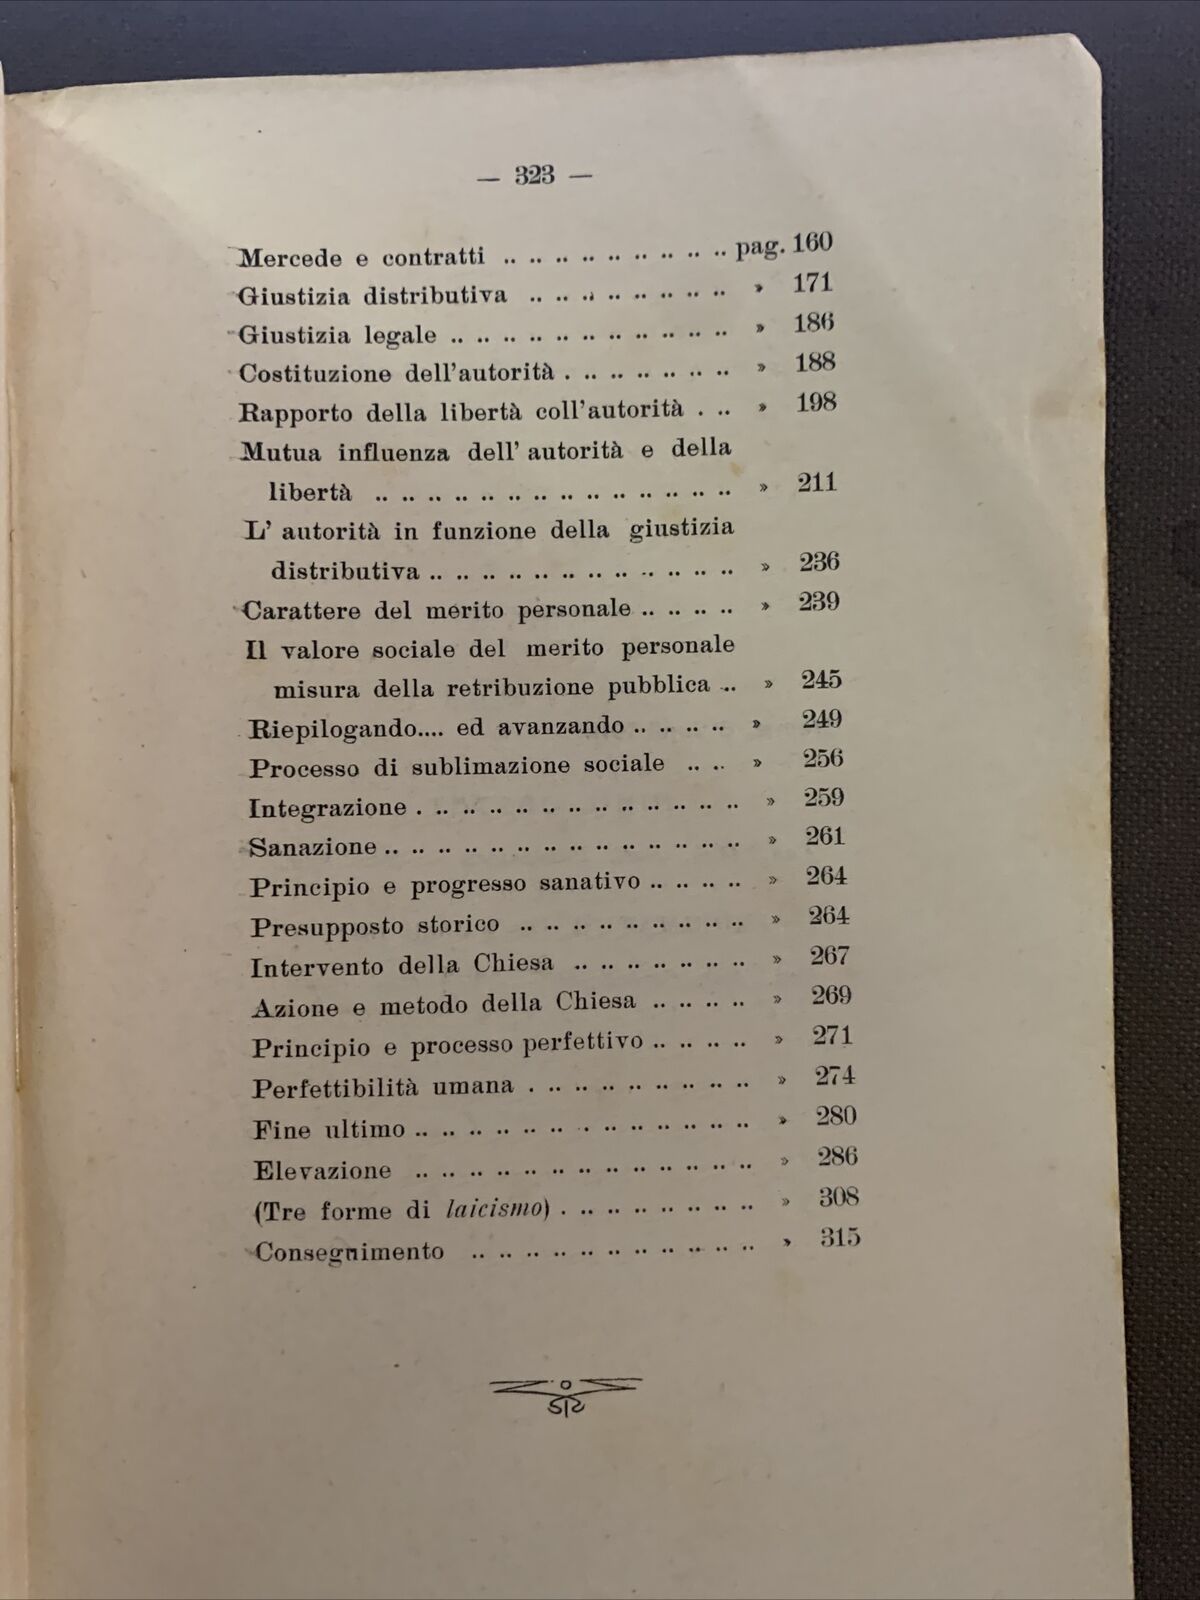 — 323 —
Mercede e contratti .. .. .. .. .. .. .. .. .. pag. 160
Giustizia distributiva .. .. .. .. .. .. .. .. » 171
Giustizia legale .. .. .. .. .. .. .. .. .. .. .. » 186
Costituzione dell'autorità . .. .. .. .. .. .. » 188
Rapporto della libertà coll'autorità . .. » 198
Mutua influenza dell' autorità e della
libertà .. .. .. .. .. .. .. .. .. .. .. .. .. .. » 211
L' autorità in funzione della giustizia
distributiva .. .. .. .. .. .. .. .. .. .. .. .. » 236
Carattere del merito personale .. .. .. .. » 239
Il valore sociale del merito personale
misura della retribuzione pubblica .. » 245
Riepilogando.... ed avanzando .. .. .. .. » 249
Processo di sublimazione sociale .. .. » 256
Integrazione . .. .. .. .. .. .. .. .. .. .. .. .. » 259
Sanazione .. .. .. .. .. .. .. .. .. .. .. .. .. .. » 261
Principio e progresso sanativo .. .. .. .. » 264
Presupposto storico .. .. .. .. .. .. .. .. .. » 264
Intervento della Chiesa .. .. .. .. .. .. .. » 267
Azione e metodo della Chiesa .. .. .. .. » 269
Principio e processo perfettivo .. .. .. .. » 271
Perfettibilità umana . .. .. .. .. .. .. .. .. » 274
Fine ultimo .. .. .. .. .. .. . .. .. .. .. .. .. » 280
Elevazione .. .. .. .. .. .. .. .. .. .. .. .. .. » 286
(Tre forme di laicismo) . .. .. .. .. .. .. .. » 308
Conseguimento .. .. .. .. .. .. .. .. .. .. .. » 315